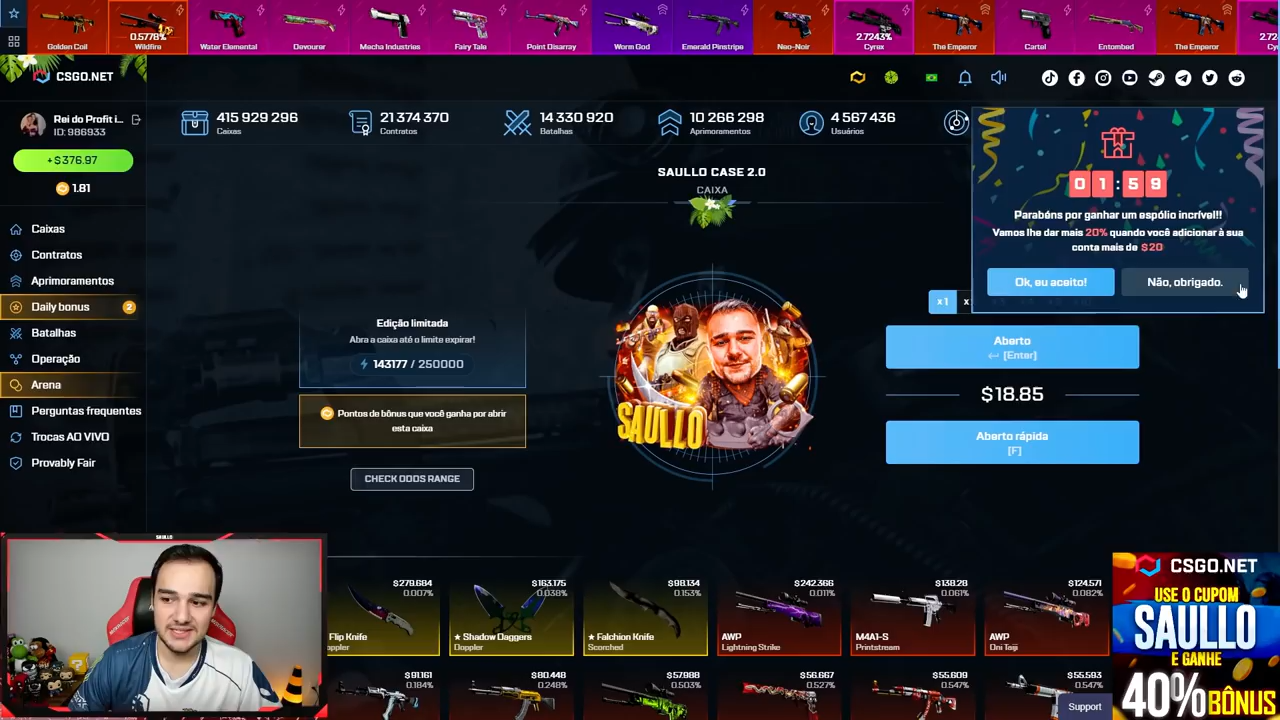 Golden Coil
0.5778%
Wildfire
Water Elemental
Devourer
Mecha Industries
Fairy Tale
Point Disarray
Worm God
Emerald Pinstripe
Neo-Noir
2.7243%
Cyrex
The Emperor
Cartel
Entombed
The Emperor
2.72
Cy
CSGO.NET
Rei do Profit i...
ID: 986933
+$376.97
1.81
415 929 296
Caixas
21 374 370
Contratos
14 330 920
Batalhas
10 266 298
Aprimoramentos
4 567 436
Usuários
01:59
Parabéns por ganhar um espólio incrível!!
Vamos lhe dar mais 20% quando você adicionar à sua
conta mais de $20
Ok, eu aceito!
Não, obrigado.
Caixas
Contratos
Aprimoramentos
Daily bonus
2
Batalhas
Operação
Arena
Perguntas frequentes
Trocas AO VIVO
Provably Fair
SAULLO CASE 2.0
CAIXA
Edição limitada
Abra a caixa até o limite expirar!
143177 / 250000
Pontos de bônus que você ganha por abrir
esta caixa
CHECK ODDS RANGE
SAULLO
x1
x
Aberto
[Enter]
$18.85
Aberto rápida
[F]
SAULLO
$279.684
0.007%
Flip Knife
oppler
$163.175
0.038%
★ Shadow Daggers
Doppler
$98.134
0.153%
★ Falchion Knife
Scorched
$242.366
0.011%
AWP
Lightning Strike
$138.28
0.061%
M4A1-S
Printstream
$124.571
0.082%
AWP
Oni Taiji
$91.161
0.184%
$80.448
0.248%
$57.988
0.503%
$56.667
0.527%
$55.609
0.547%
$55.593
0.547%
Support
CSGO.NET
USE O CUPOM
SAULLO
E GANHE
40% BÔNUS